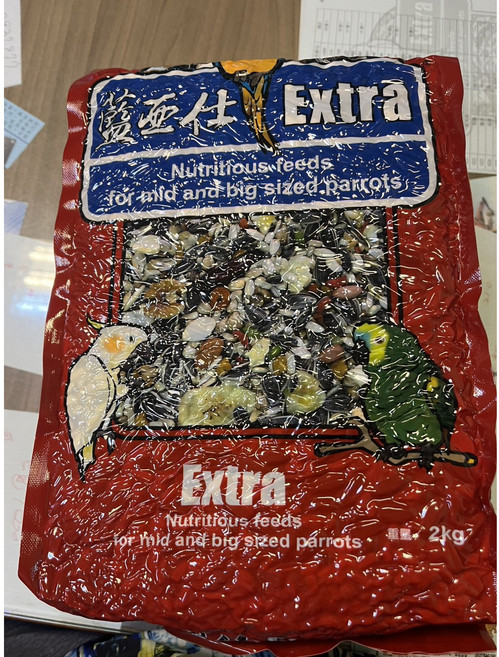 藍亞仕 Extra
Nutritious feeds
for mid and big sized parrots
Extra
Nutritious feeds
for mid and big sized parrots
重量: 2kg